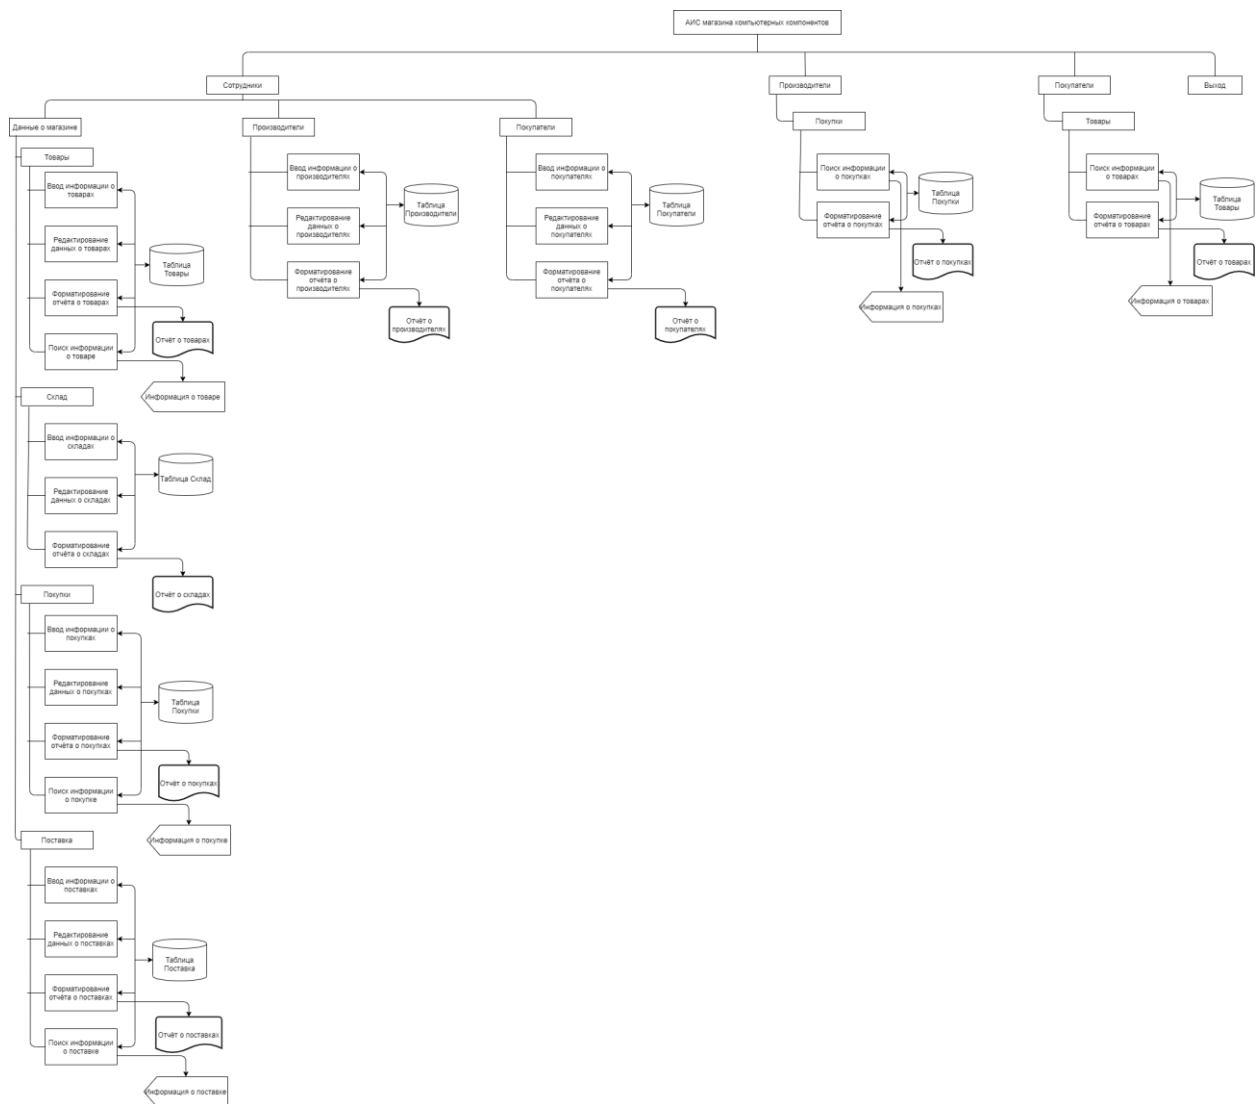 АИС магазина компьютерных компонентов
Сотрудники
Производители
Покупатели
Выход
Данные о магазине
Производители
Покупатели
Покупки
Товары
Товары
Ввод информации о
товарах
Редактирование
данных о товарах
Таблица
Товары
Форматирование
отчёта о товарах
Отчёт о товарах
Поиск информации
о товаре
Информация о товаре
Склад
Ввод информации о
складах
Таблица Склад
Редактирование
данных о складах
Форматирование
отчёта о складах
Отчёт о складах
Покупки
Ввод информации о
покупках
Редактирование
данных о покупках
Таблица
Покупки
Форматирование
отчёта о покупках
Отчёт о покупках
Поиск информации
о покупке
Информация о покупке
Поставка
Ввод информации о
поставках
Редактирование
данных о поставках
Таблица
Поставка
Форматирование
отчёта о поставках
Отчёт о поставках
Поиск информации
о поставке
Информация о поставке
Ввод информации о
производителях
Таблица
Производители
Редактирование
данных о
производителях
Форматирование
отчёта о
производителях
Отчёт о
производителях
Ввод информации о
покупателях
Таблица
Покупатели
Редактирование
данных о
покупателях
Форматирование
отчёта о
покупателях
Отчёт о
покупателях
Поиск информации
о покупках
Таблица
Покупки
Форматирование
отчёта о покупках
Отчёт о покупках
Информация о покупках
Поиск информации
о товарах
Таблица
Товары
Форматирование
отчёта о товарах
Отчёт о товарах
Информация о товарах